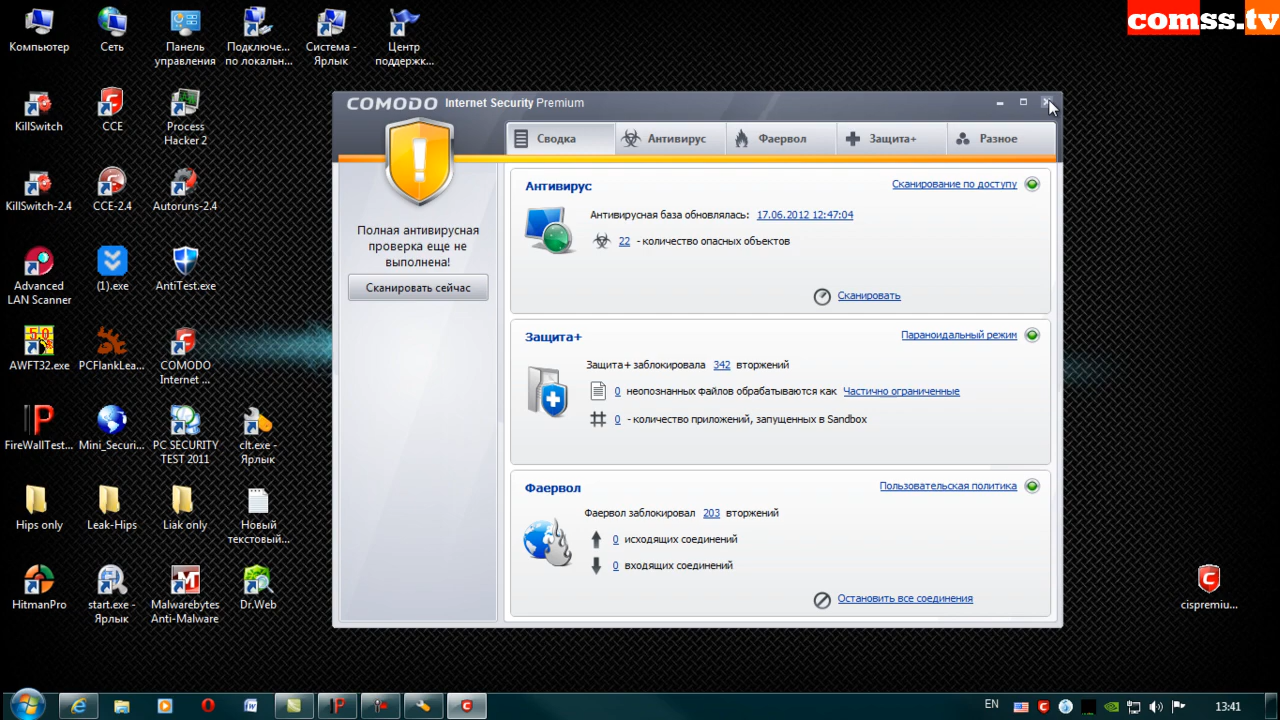 comss.tv
Компьютер
Сеть
Панель
управления
Подключе...
по локальн...
Система -
Ярлык
Центр
поддержк...
KillSwitch
CCE
Process
Hacker 2
KillSwitch-2.4
CCE-2.4
Autoruns-2.4
Advanced
LAN Scanner
(1).exe
AntiTest.exe
AWFT32.exe
PCFlankLea...
COMODO
Internet ...
FireWallTest...
Mini_Securi...
PC SECURITY
TEST 2011
clt.exe -
Ярлык
Hips only
Leak-Hips
Liak only
Новый
текстовый...
HitmanPro
start.exe -
Ярлык
Malwarebytes
Anti-Malware
Dr.Web
COMODO Internet Security Premium
Сводка
Антивирус
Фаервол
Защита+
Разное
Полная антивирусная
проверка еще не
выполнена!
Сканировать сейчас
Антивирус
Сканирование по доступу
Антивирусная база обновлялась: 17.06.2012 12:47:04
22 - количество опасных объектов
Сканировать
Защита+
Параноидальный режим
Защита+ заблокировала 342 вторжений
0 неопознанных файлов обрабатываются как Частично ограниченные
0 - количество приложений, запущенных в Sandbox
Фаервол
Пользовательская политика
Фаервол заблокировал 203 вторжений
0 исходящих соединений
0 входящих соединений
Остановить все соединения
cispremiu...
EN
13:41